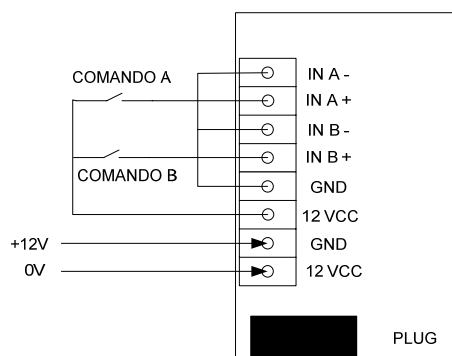 COMANDO A
COMANDO B
+12V
0V
IN A -
IN A +
IN B -
IN B +
GND
12 VCC
GND
12 VCC
PLUG